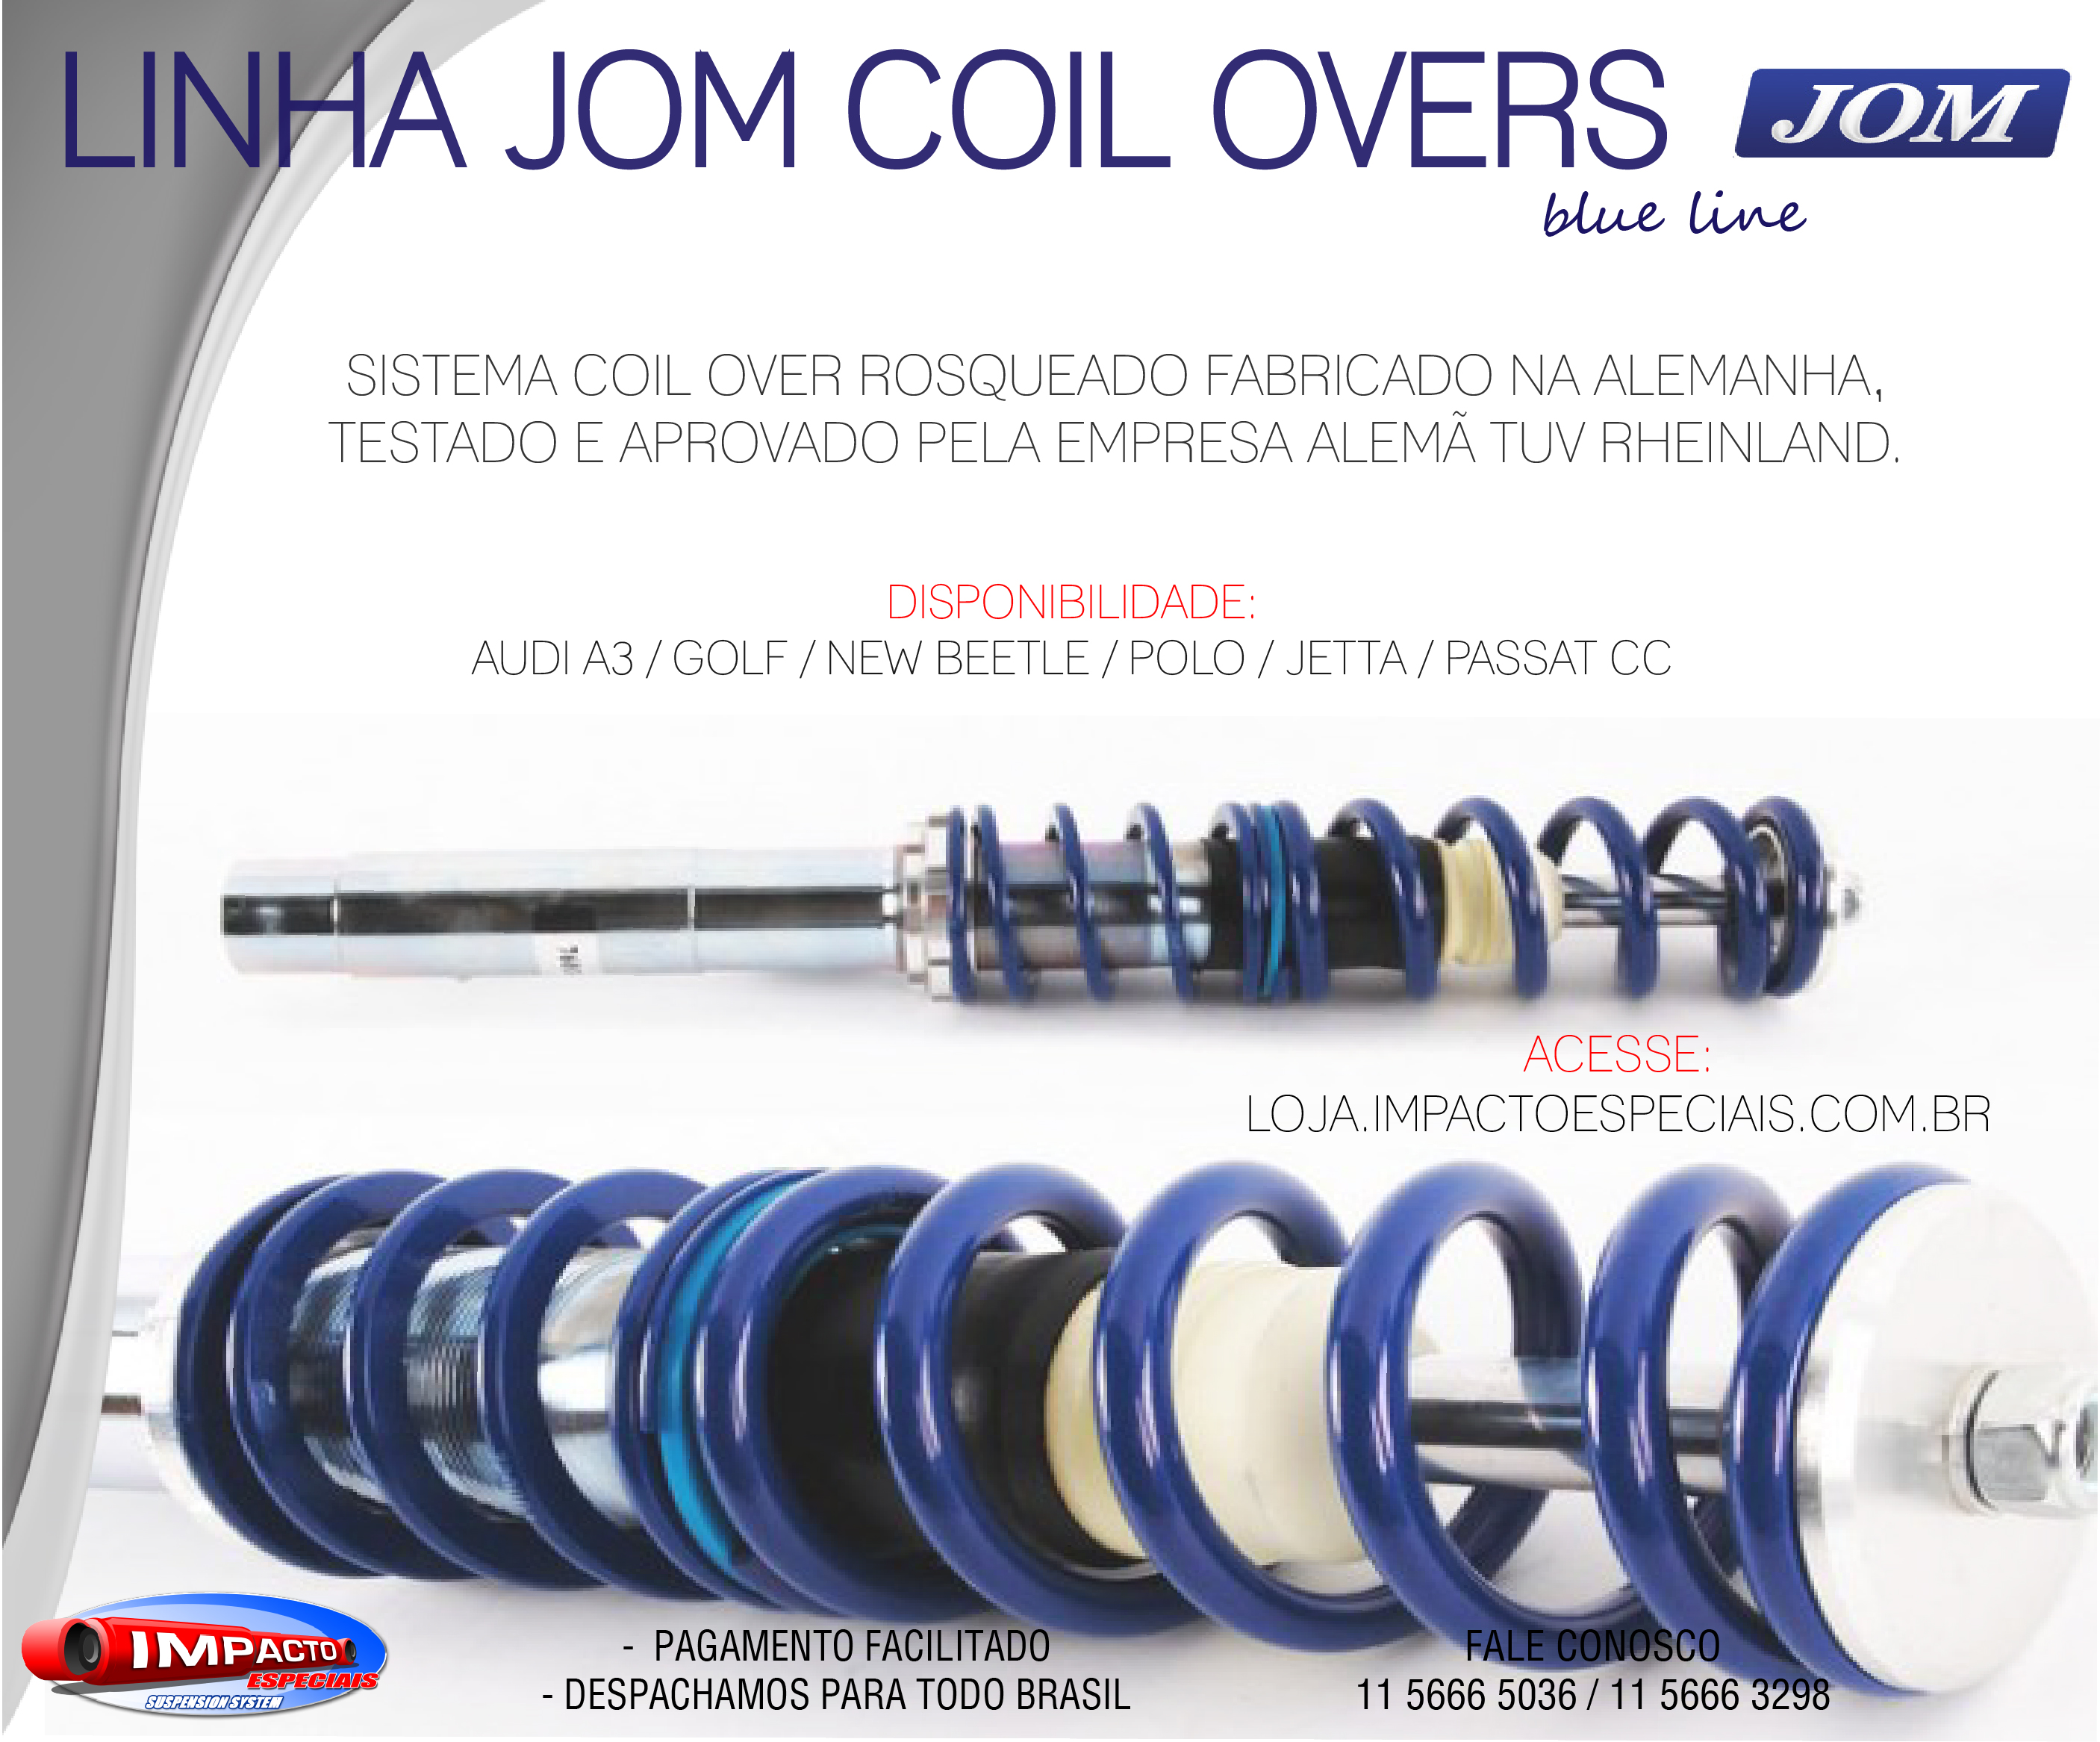 LINHA JOM COIL OVERS
JOM
blue line
SISTEMA COIL OVER ROSQUEADO FABRICADO NA ALEMANHA,
TESTADO E APROVADO PELA EMPRESA ALEMÃ TUV RHEINLAND.
DISPONIBILIDADE:
AUDI A3 / GOLF / NEW BEETLE / POLO / JETTA / PASSAT CC
ACESSE:
LOJA.IMPACTOESPECIAIS.COM.BR
IMPACTO
ESPECIAIS
SUSPENSION SYSTEM
- PAGAMENTO FACILITADO
- DESPACHAMOS PARA TODO BRASIL
FALE CONOSCO
11 5666 5036 / 11 5666 3298